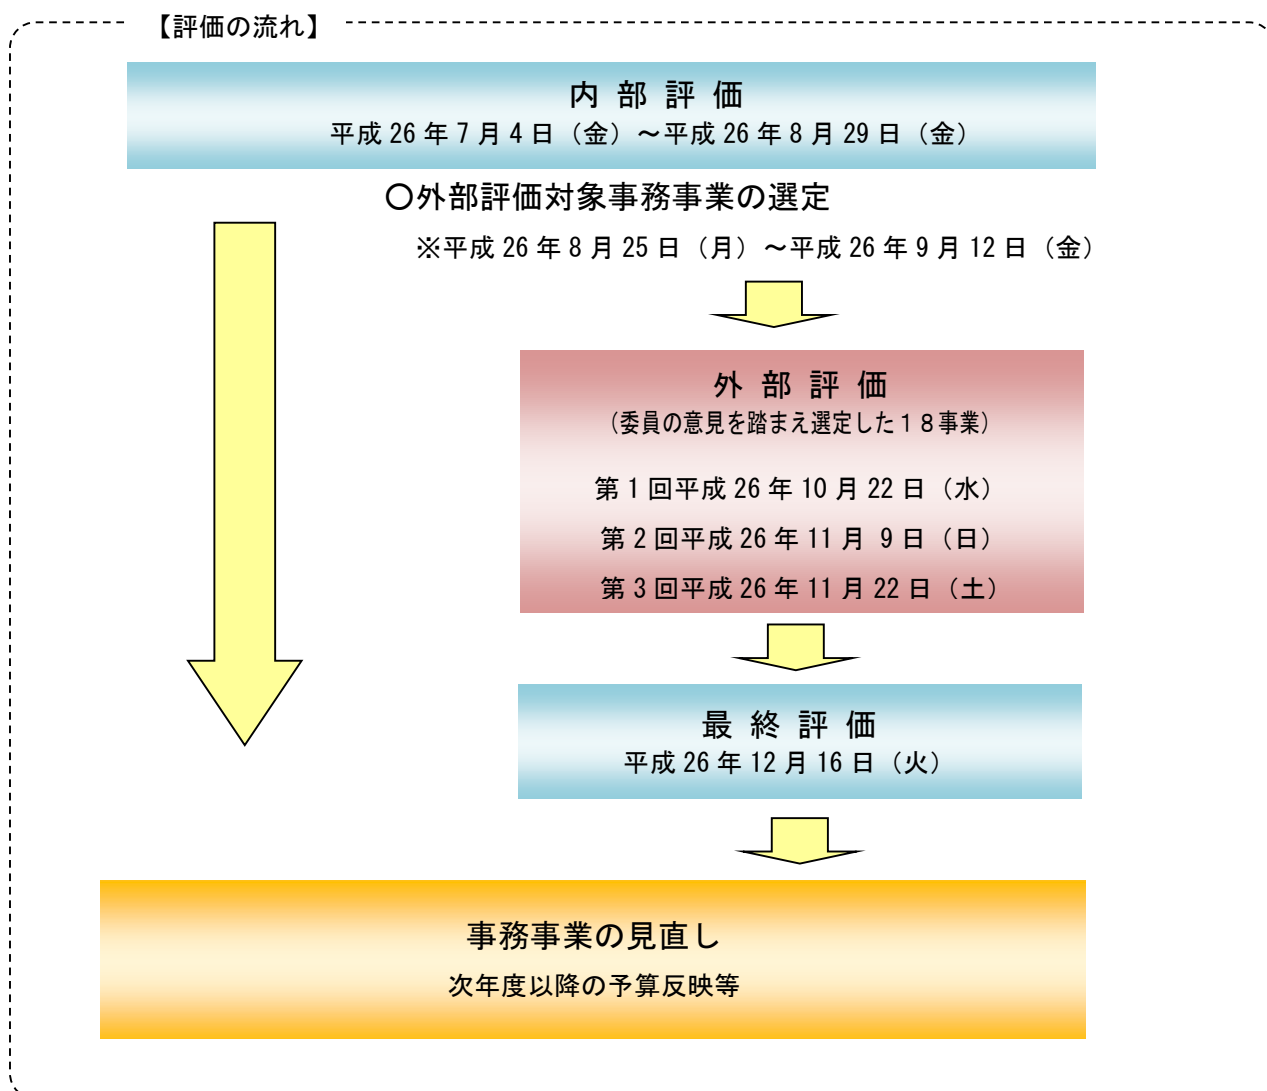 【評価の流れ】
内 部 評 価
平成 26 年 7 月 4 日（金）～平成 26 年 8 月 29 日（金）
○外部評価対象事務事業の選定
※平成 26 年 8 月 25 日（月）～平成 26 年 9 月 12 日（金）
外 部 評 価
（委員の意見を踏まえ選定した１８事業）
第 1 回平成 26 年 10 月 22 日（水）
第 2 回平成 26 年 11 月 9 日（日）
第 3 回平成 26 年 11 月 22 日（土）
最 終 評 価
平成 26 年 12 月 16 日（火）
事務事業の見直し
次年度以降の予算反映等